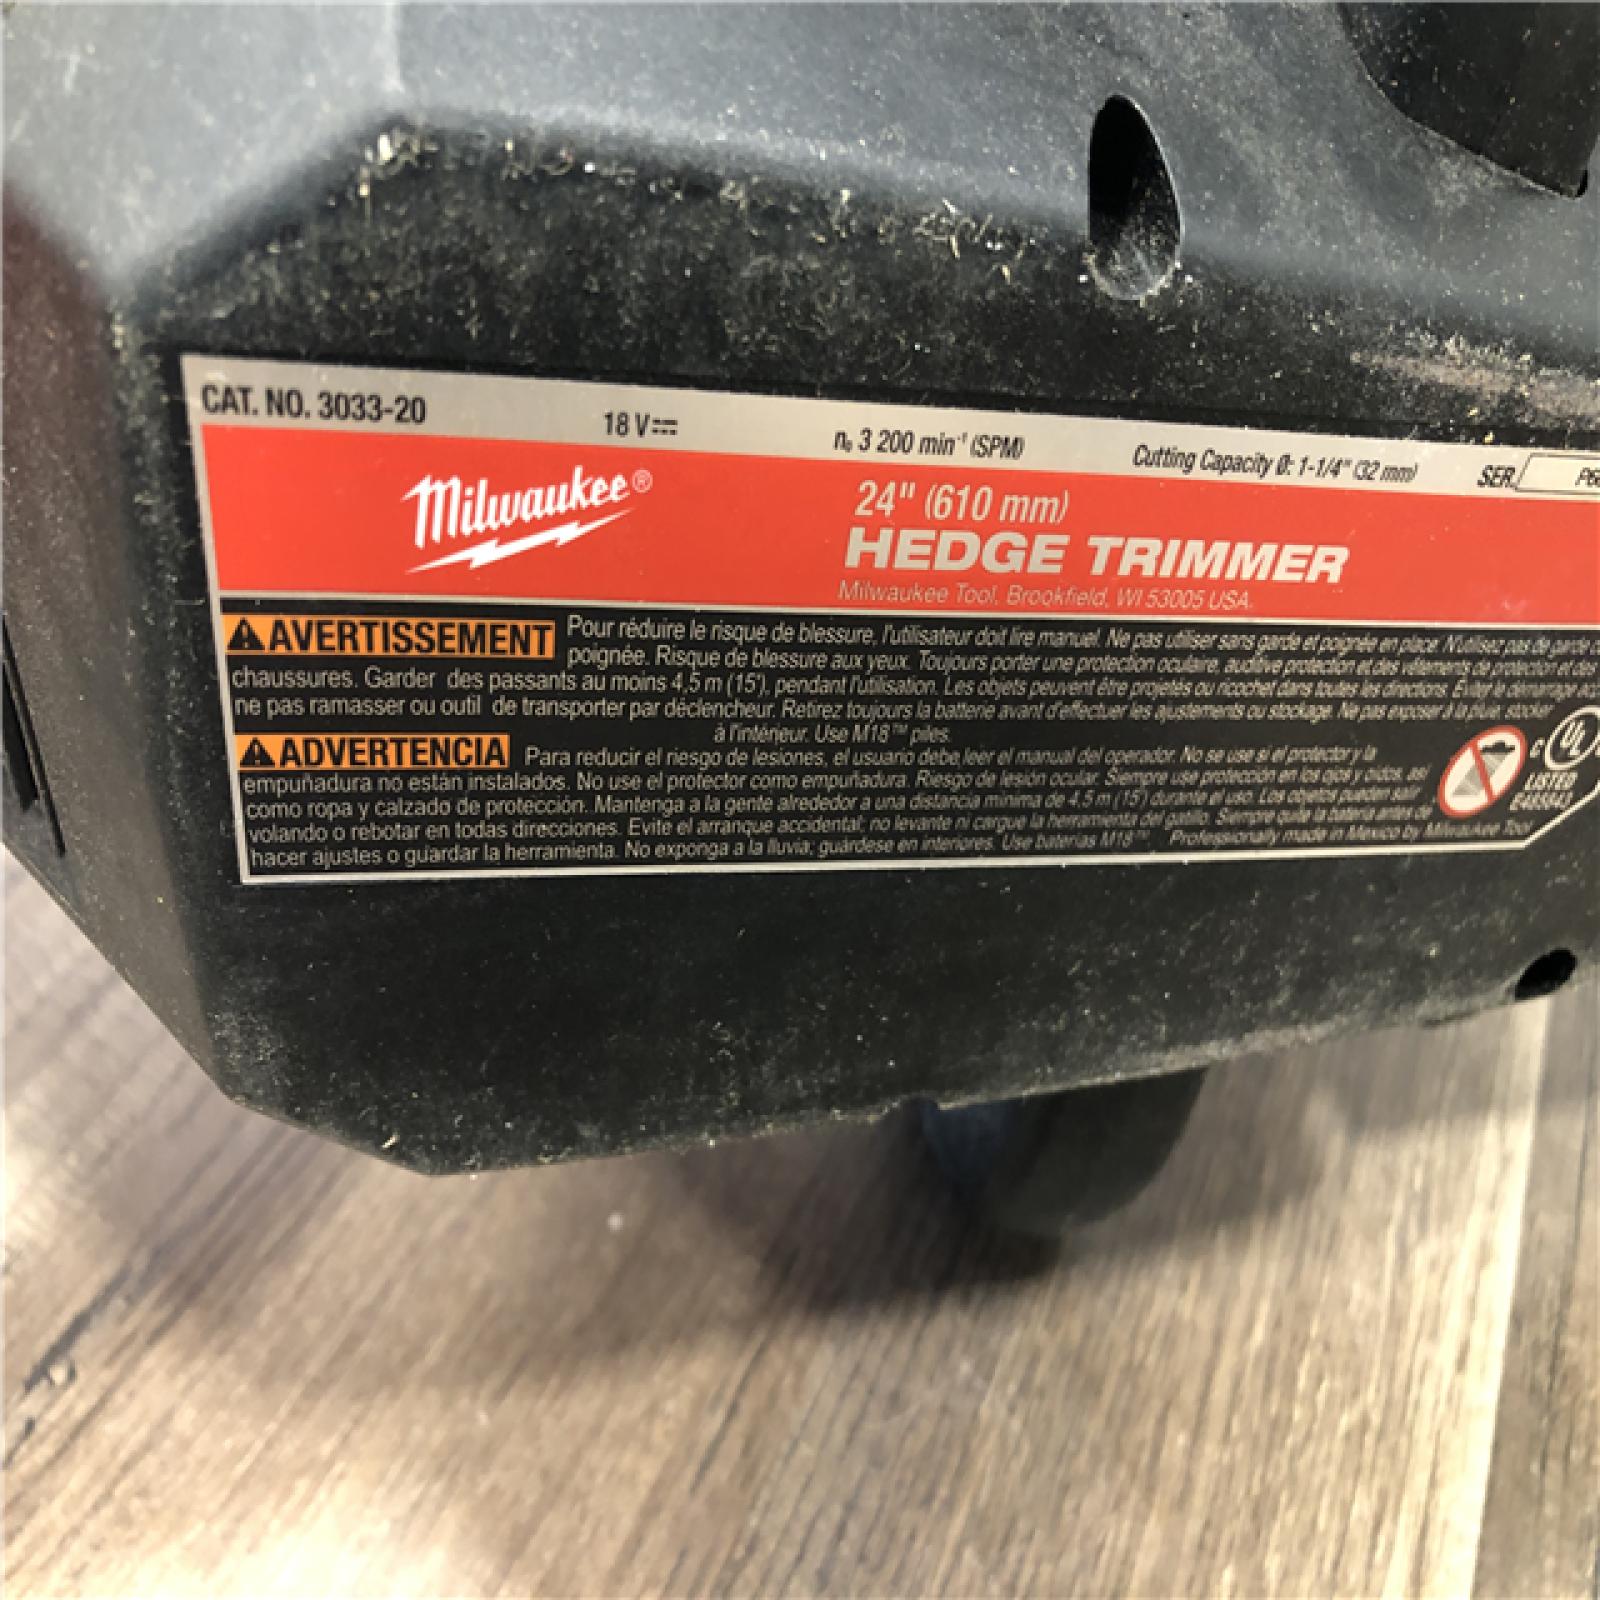 CAT. NO. 3033-20 18 V n₀ 3 200 min⁻¹ (SPM) Cutting Capacity Ø: 1-1/4" (32 mm) SER.
Milwaukee®
24" (610 mm)
HEDGE TRIMMER
Milwaukee Tool, Brookfield, WI 53005 USA.
AVERTISSEMENT Pour réduire le risque de blessure, l'utilisateur doit lire manuel. Ne pas utiliser sans garde et poignée en place. N'utilisez pas de garde
poignée. Risque de blessure aux yeux. Toujours porter une protection oculaire, auditive protection et des vêtements de protection et des
chaussures. Garder des passants au moins 4,5 m (15'), pendant l'utilisation. Les objets peuvent être projetés ou ricochet dans toutes les directions. Éviter le démarrage
ne pas ramasser ou outil de transporter par déclencheur. Retirez toujours la batterie avant d'effectuer les ajustements ou stockage. Ne pas exposer à la pluie, stocker
à l'intérieur. Use M18™ piles.
ADVERTENCIA Para reducir el riesgo de lesiones, el usuario debe leer el manual del operador. No se use si el protector y la
empuñadura no están instalados. No use el protector como empuñadura. Riesgo de lesión ocular. Siempre use protección en los ojos y oídos, así
como ropa y calzado de protección. Mantenga a la gente alrededor a una distancia mínima de 4,5 m (15') durante el uso. Los objetos pueden salir
volando o rebotar en todas direcciones. Evite el arranque accidental; no levante ni cargue la herramienta del gatillo. Siempre quite la batería antes de
hacer ajustes o guardar la herramienta. No exponga a la lluvia; guárdese en interiores. Use baterías M18™ Professionally made in Mexico by Milwaukee Tool
C UL
LISTED